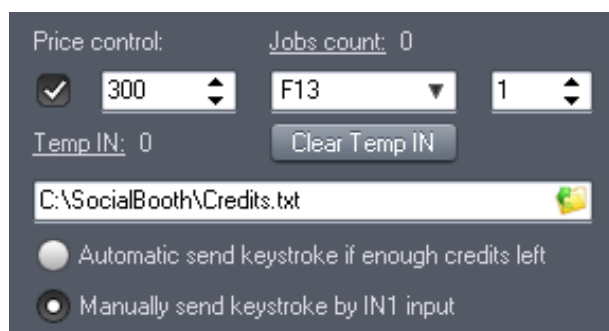 Price control: Jobs count: 0
300 F13 1
Temp IN: 0 Clear Temp IN
C:\SocialBooth\Credits.txt
Automatic send keystroke if enough credits left
Manually send keystroke by IN1 input